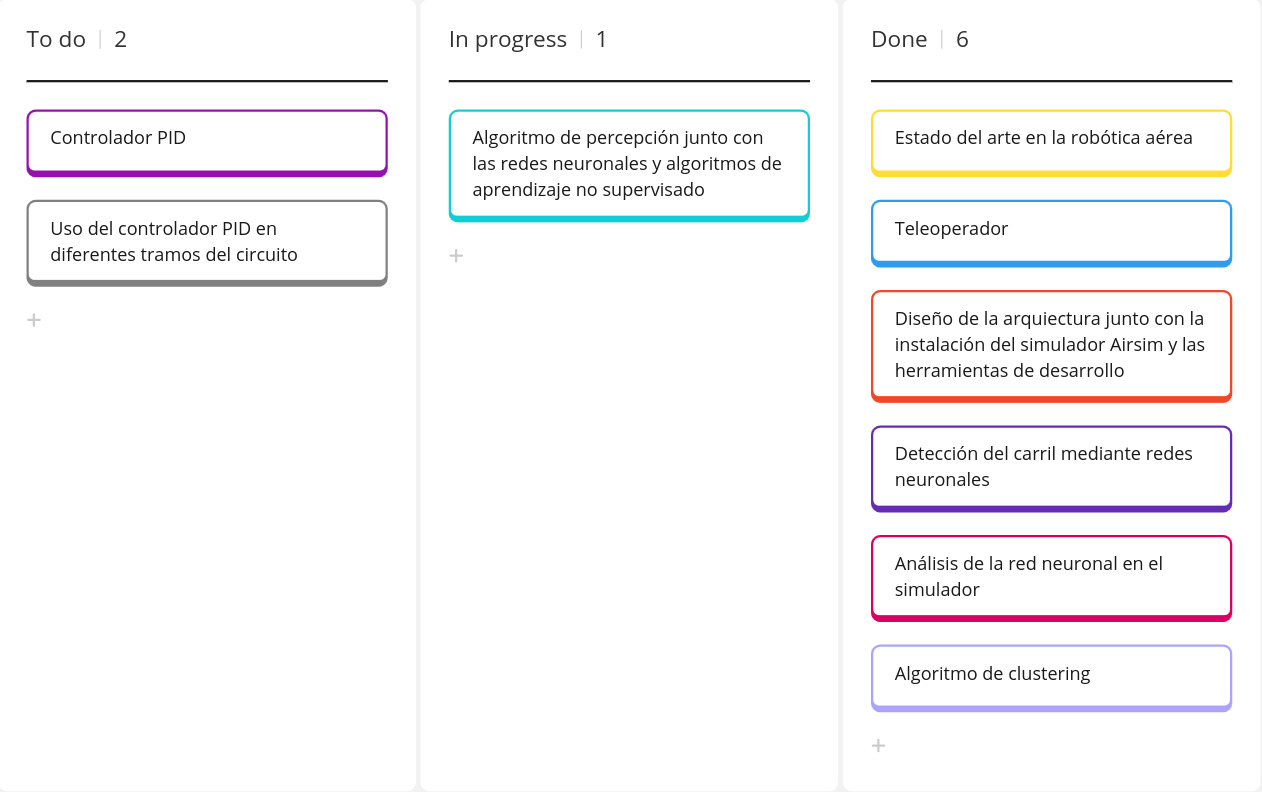 To do | 2
Controlador PID
Uso del controlador PID en
diferentes tramos del circuito
+
In progress | 1
Algoritmo de percepción junto con
las redes neuronales y algoritmos de
aprendizaje no supervisado
+
Done | 6
Estado del arte en la robótica aérea
Teleoperador
Diseño de la arquiectura junto con la
instalación del simulador Airsim y las
herramientas de desarrollo
Detección del carril mediante redes
neuronales
Análisis de la red neuronal en el
simulador
Algoritmo de clustering
+